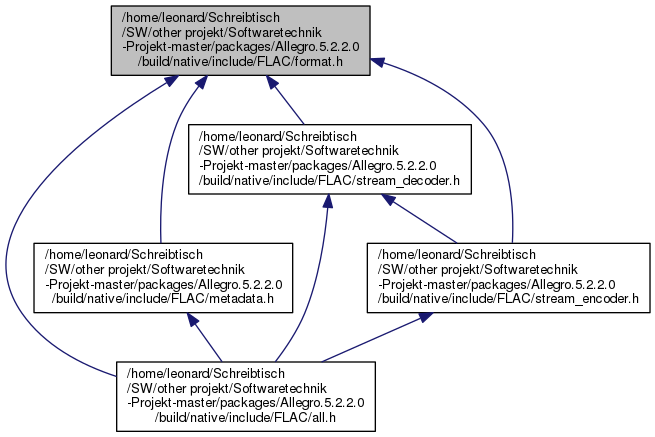 /home/leonard/Schreibtisch
/SW/other projekt/Softwaretechnik
-Projekt-master/packages/Allegro.5.2.2.0
/build/native/include/FLAC/format.h
/home/leonard/Schreibtisch
/SW/other projekt/Softwaretechnik
-Projekt-master/packages/Allegro.5.2.2.0
/build/native/include/FLAC/stream_decoder.h
/home/leonard/Schreibtisch
/SW/other projekt/Softwaretechnik
-Projekt-master/packages/Allegro.5.2.2.0
/build/native/include/FLAC/metadata.h
/home/leonard/Schreibtisch
/SW/other projekt/Softwaretechnik
-Projekt-master/packages/Allegro.5.2.2.0
/build/native/include/FLAC/stream_encoder.h
/home/leonard/Schreibtisch
/SW/other projekt/Softwaretechnik
-Projekt-master/packages/Allegro.5.2.2.0
/build/native/include/FLAC/all.h